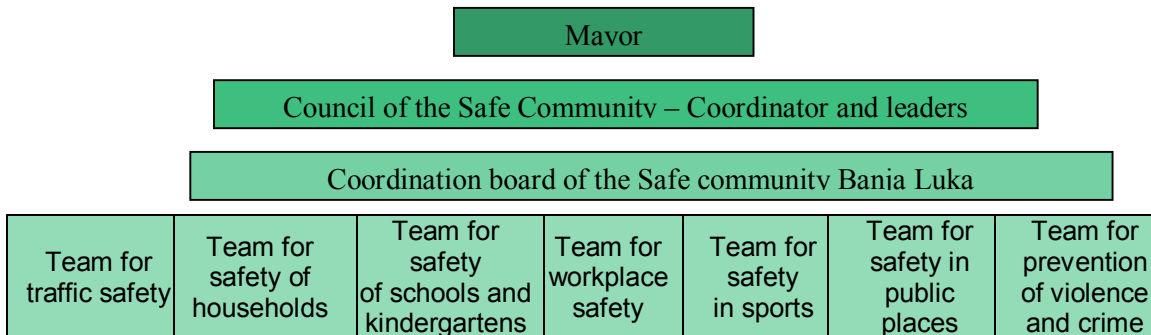 Mayor
Council of the Safe Community – Coordinator and leaders
Coordination board of the Safe community Banja Luka
Team for
traffic safety
Team for
safety of
households
Team for
safety
of schools and
kindergartens
Team for
workplace
safety
Team for
safety
in sports
Team for
safety in
public
places
Team for
prevention
of violence
and crime